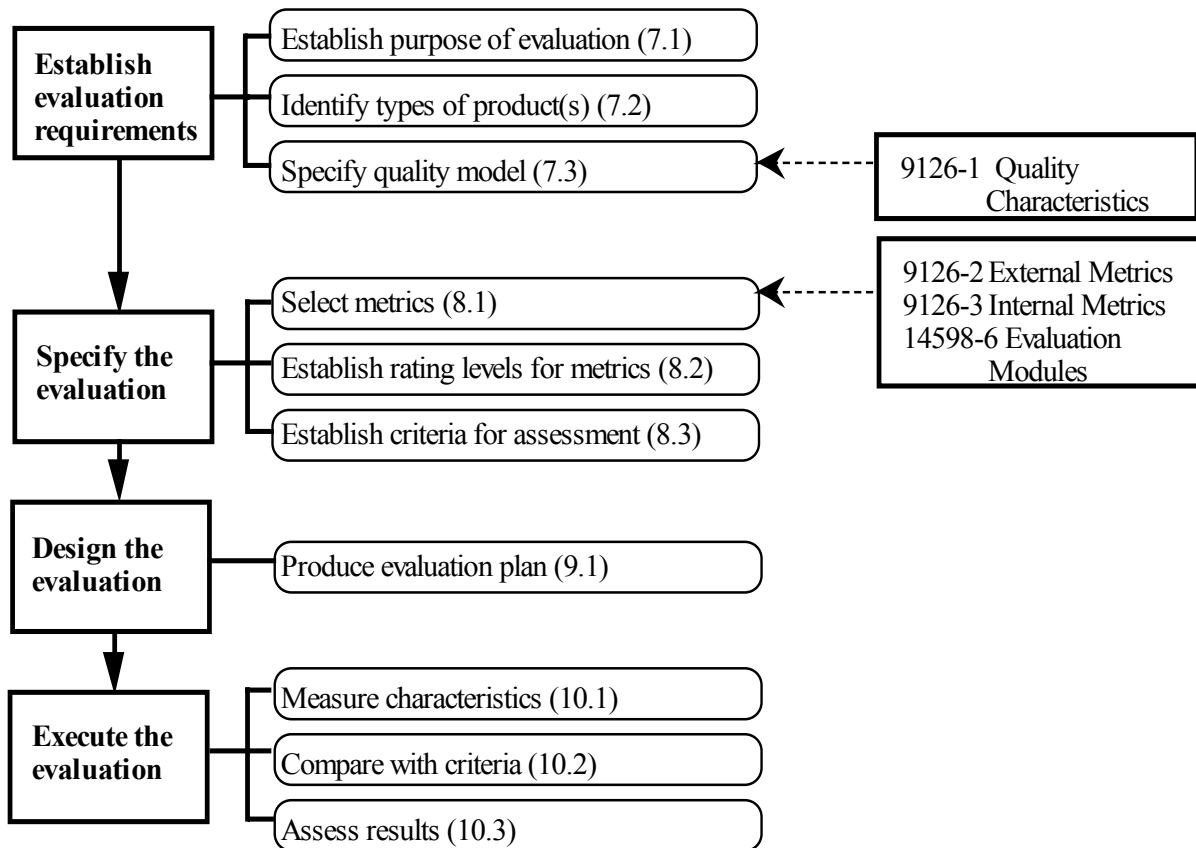 Establish
evaluation
requirements
Establish purpose of evaluation (7.1)
Identify types of product(s) (7.2)
Specify quality model (7.3)
9126-1 Quality
Characteristics
Specify the
evaluation
Select metrics (8.1)
Establish rating levels for metrics (8.2)
Establish criteria for assessment (8.3)
9126-2 External Metrics
9126-3 Internal Metrics
14598-6 Evaluation
Modules
Design the
evaluation
Produce evaluation plan (9.1)
Execute the
evaluation
Measure characteristics (10.1)
Compare with criteria (10.2)
Assess results (10.3)